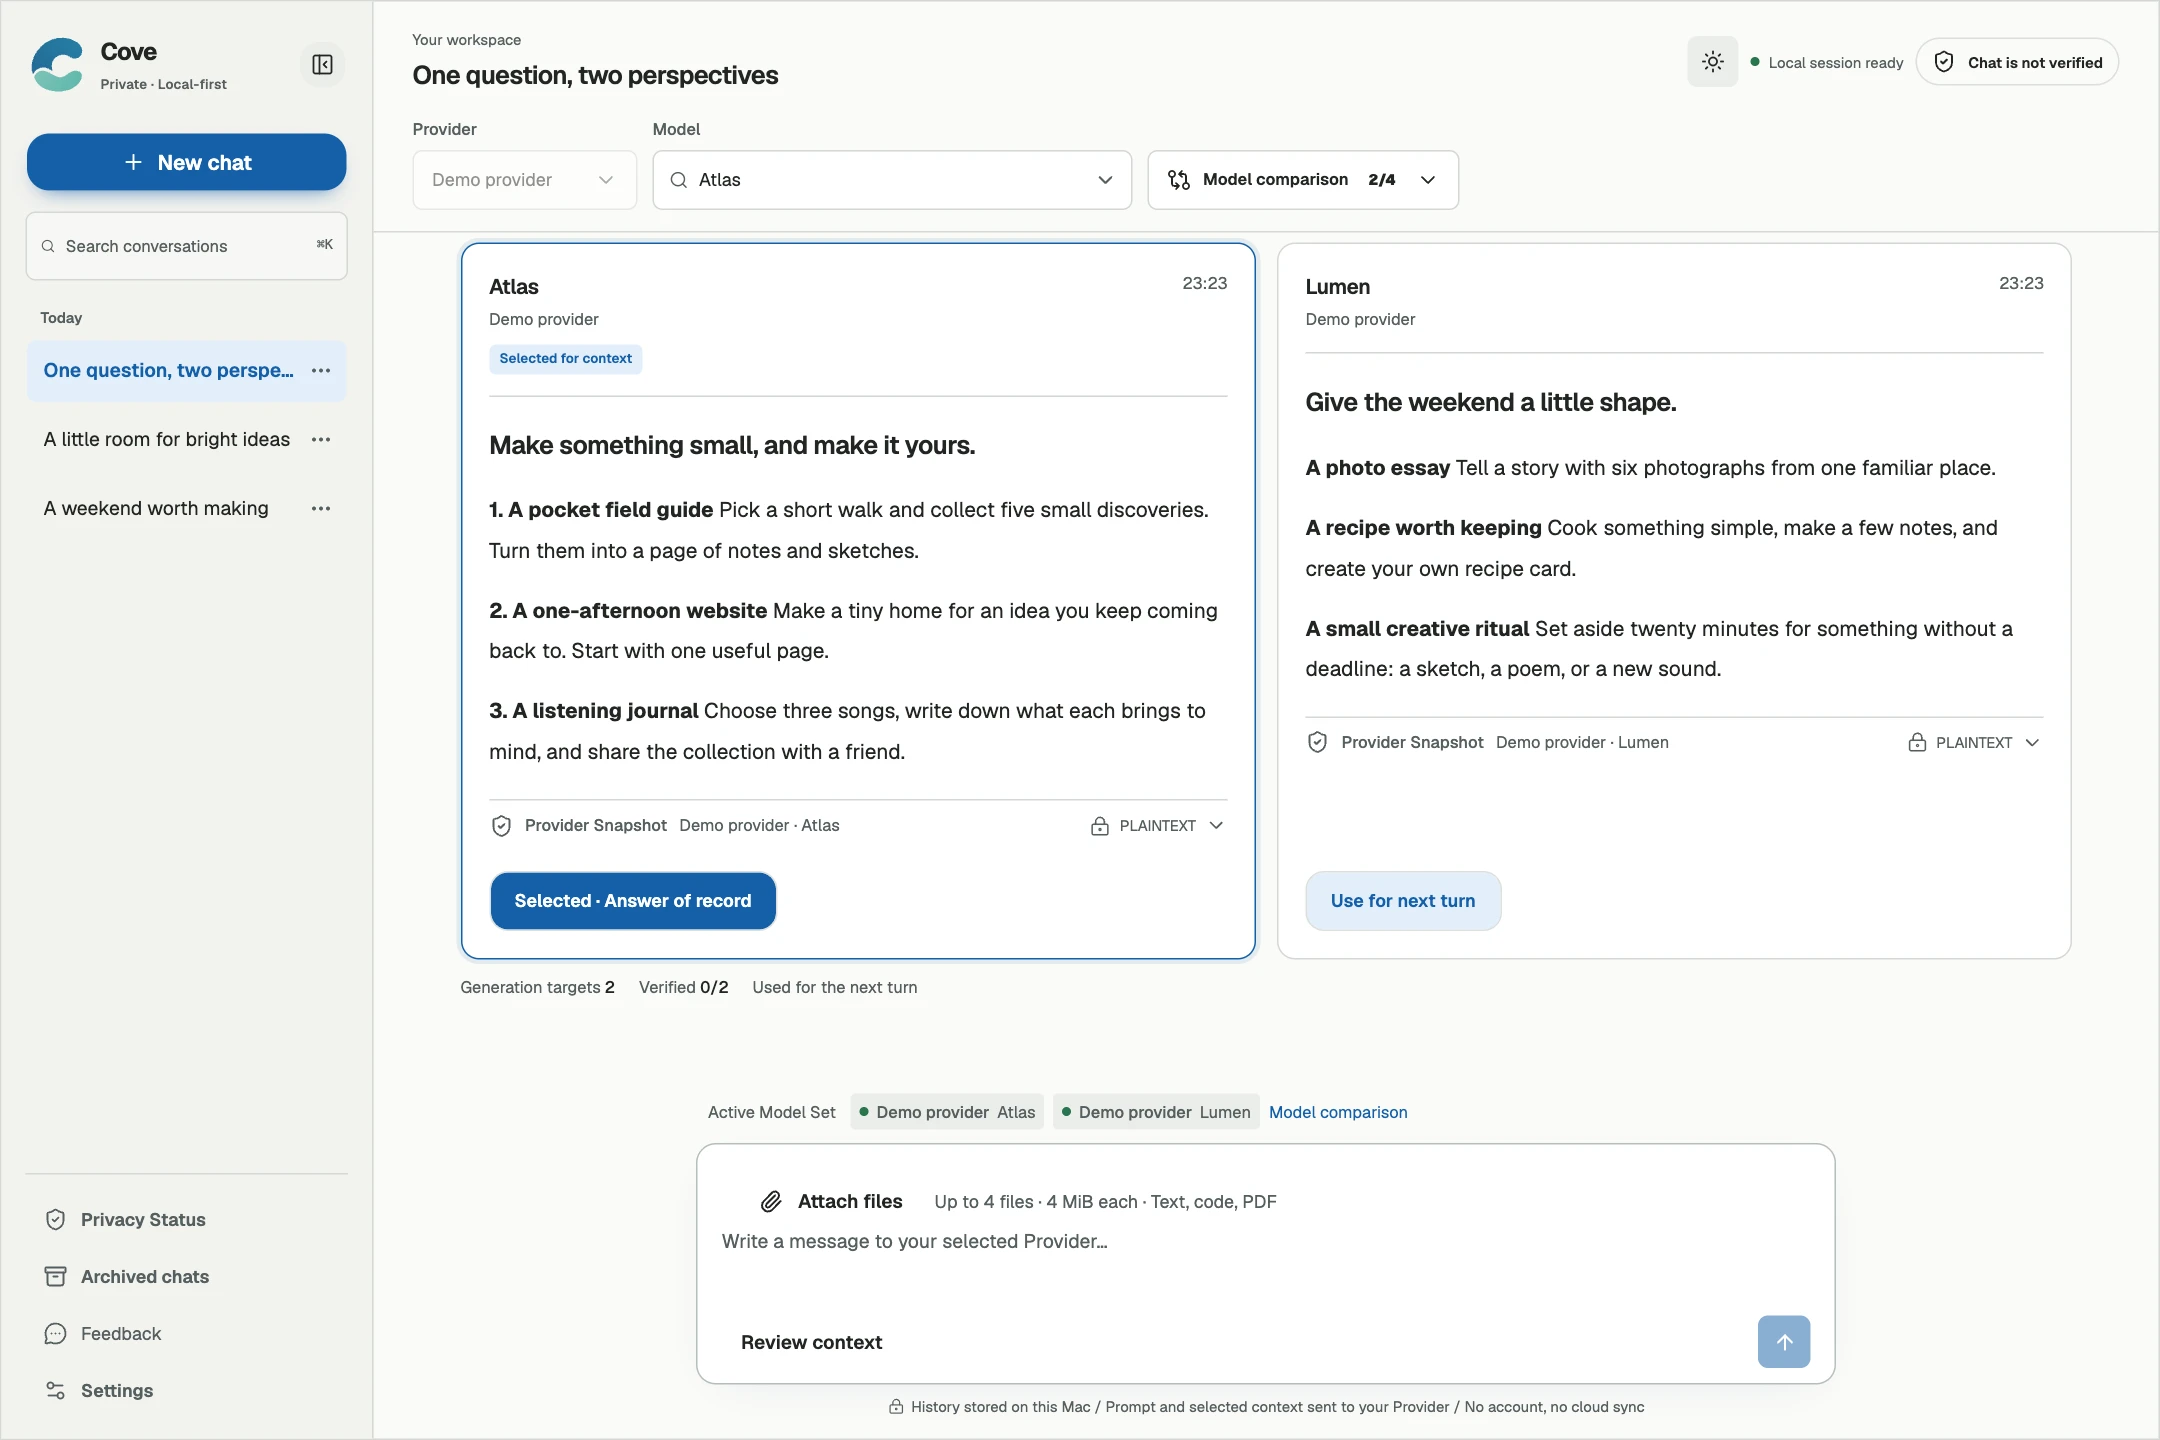 Cove
Private · Local-first
New chat
Search conversations
⌘K
Today
One question, two perspe...
A little room for bright ideas
A weekend worth making
Privacy Status
Archived chats
Feedback
Settings
Your workspace
One question, two perspectives
Local session ready
Chat is not verified
Provider
Model
Demo provider
Atlas
Model comparison 2/4
Atlas
23:23
Demo provider
Selected for context
Make something small, and make it yours.
1. A pocket field guide Pick a short walk and collect five small discoveries.
Turn them into a page of notes and sketches.
2. A one-afternoon website Make a tiny home for an idea you keep coming
back to. Start with one useful page.
3. A listening journal Choose three songs, write down what each brings to
mind, and share the collection with a friend.
Provider Snapshot Demo provider · Atlas
PLAINTEXT
Selected · Answer of record
Lumen
23:23
Demo provider
Give the weekend a little shape.
A photo essay Tell a story with six photographs from one familiar place.
A recipe worth keeping Cook something simple, make a few notes, and
create your own recipe card.
A small creative ritual Set aside twenty minutes for something without a
deadline: a sketch, a poem, or a new sound.
Provider Snapshot Demo provider · Lumen
PLAINTEXT
Use for next turn
Generation targets 2 Verified 0/2 Used for the next turn
Active Model Set Demo provider Atlas Demo provider Lumen Model comparison
Attach files Up to 4 files · 4 MiB each · Text, code, PDF
Write a message to your selected Provider...
Review context
History stored on this Mac / Prompt and selected context sent to your Provider / No account, no cloud sync